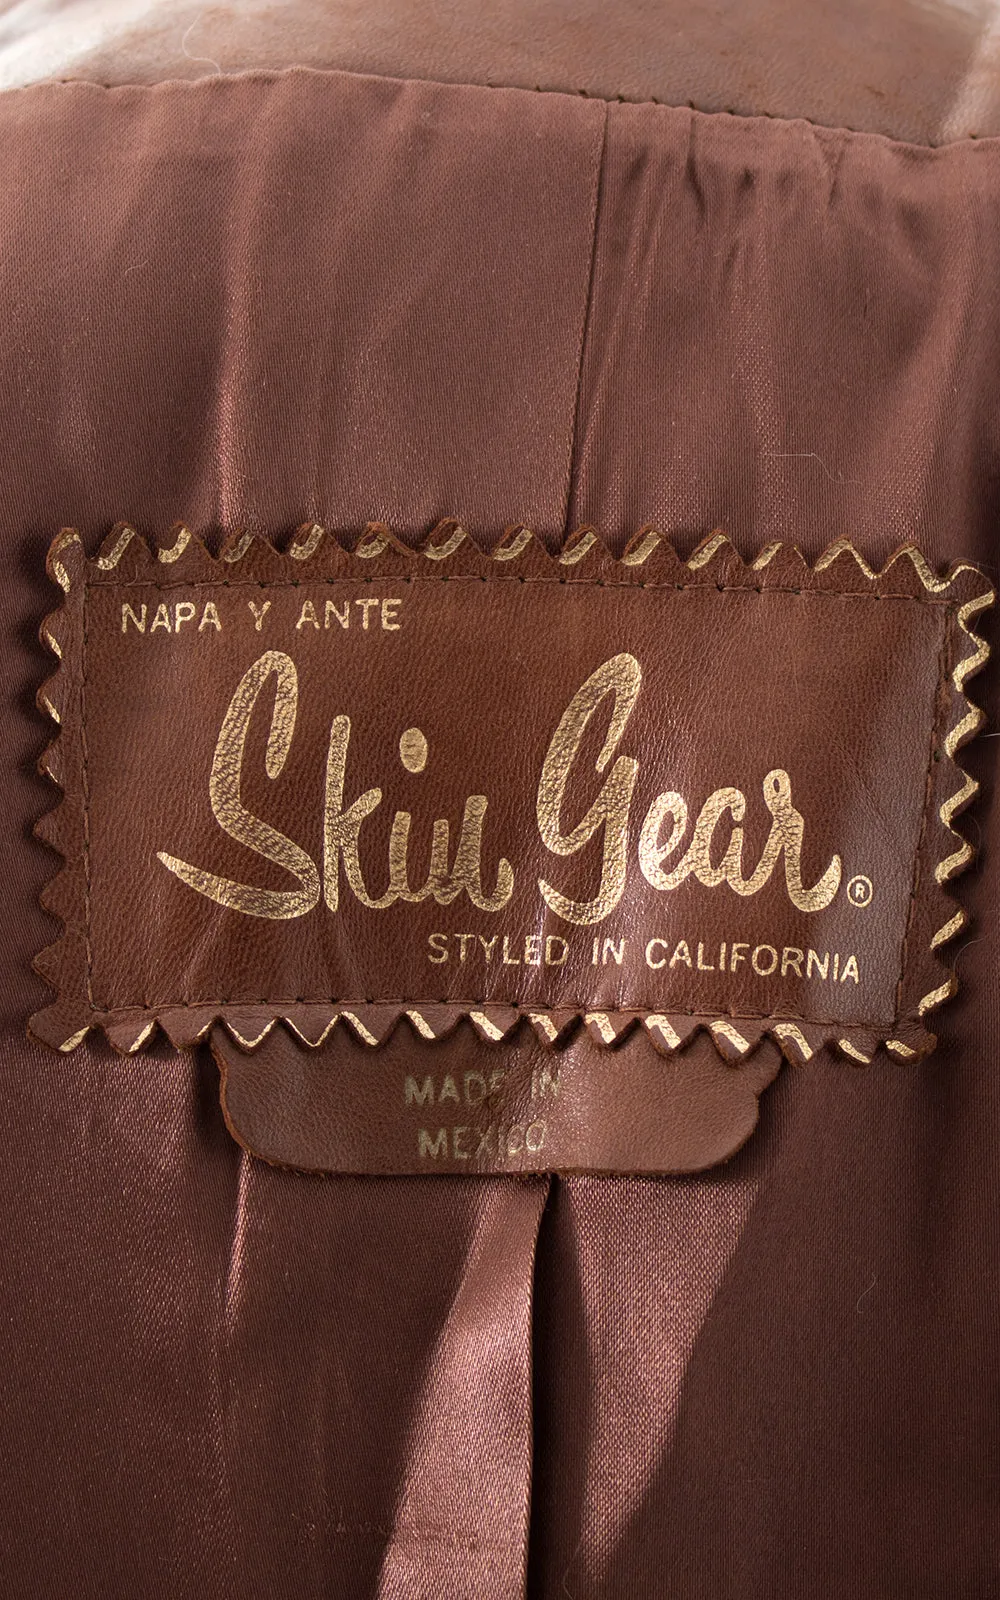 NAPA Y ANTE
Skin Gear®
STYLED IN CALIFORNIA
MADE IN
MEXICO